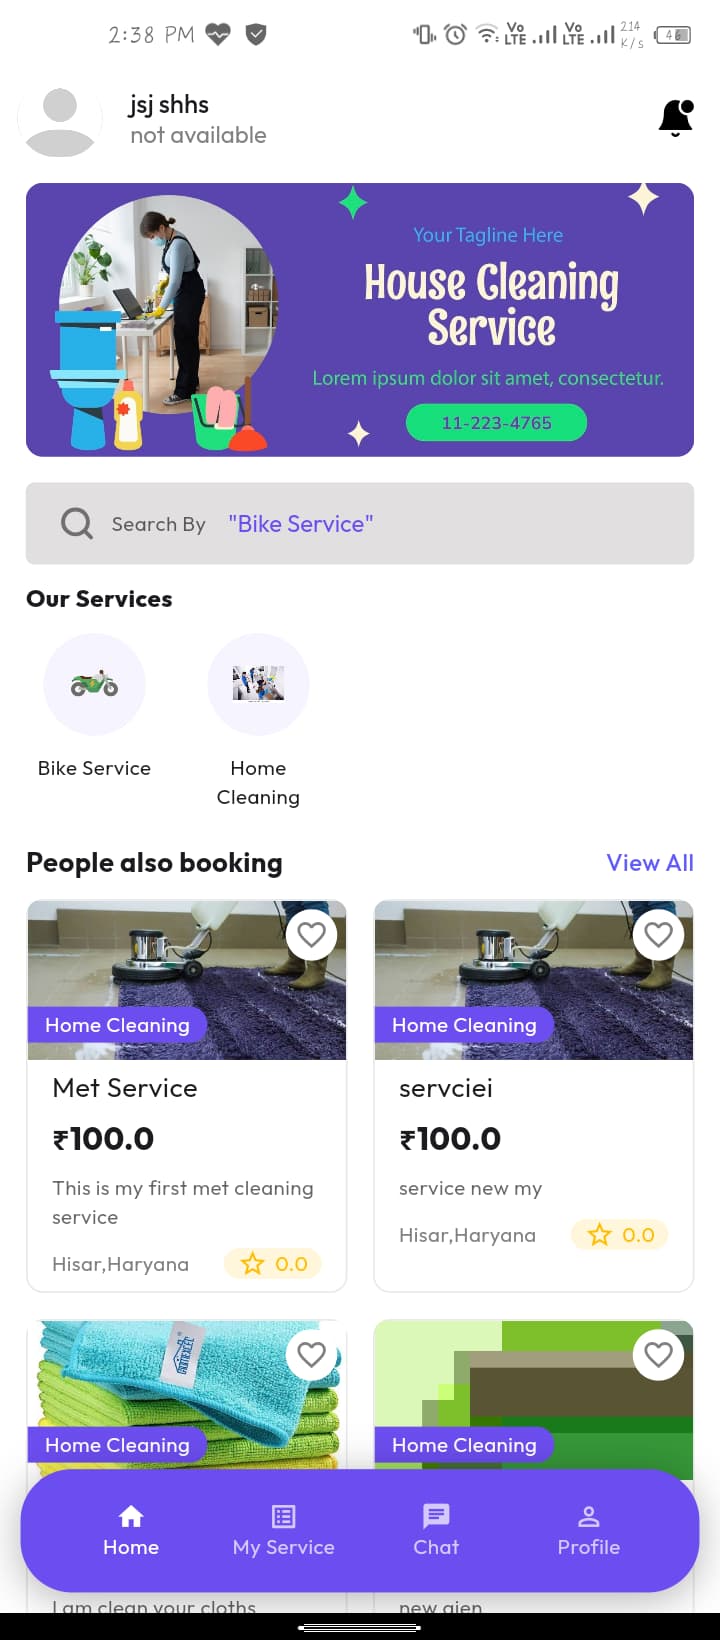 2:38 PM
Vo LTE Vo LTE 214 K/s 46
jsj shhs
not available
Your Tagline Here
House Cleaning
Service
Lorem ipsum dolor sit amet, consectetur.
11-223-4765
Search By "Bike Service"
Our Services
Bike Service
Home
Cleaning
People also booking View All
Home Cleaning
Met Service
₹100.0
This is my first met cleaning
service
Hisar,Haryana 0.0
Home Cleaning
servciei
₹100.0
service new my
Hisar,Haryana 0.0
Home Cleaning
Home Cleaning
I am clean your cloths
Home My Service Chat Profile